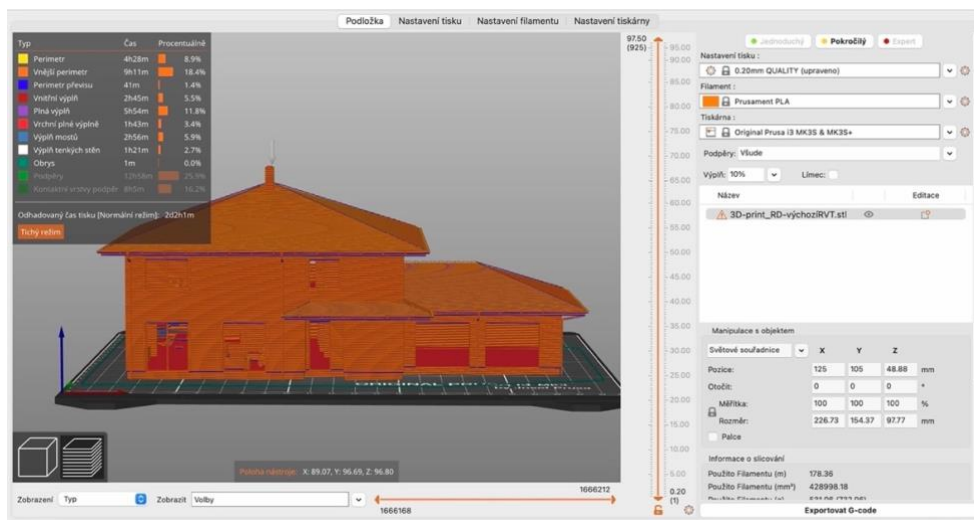 Podložka Nastavení tisku Nastavení filamentu Nastavení tiskárny
Typ Čas Procentuálně
Perimetr 4h28m 8.9%
Vnější perimetr 9h11m 18.4%
Perimetr převisu 41m 1.4%
Vnitřní výplň 2h45m 5.5%
Plná výplň 5h54m 11.8%
Vrchní plné výplně 1h43m 3.4%
Výplň mostů 2h56m 5.9%
Výplň tenkých stěn 1h21m 2.7%
Obrys 1m 0.0%
Podpěry 12h58m 25.9%
Kontaktní vrstvy podpěr 8h5m 16.2%
Odhadovaný čas tisku [Normální režim]: 2d2h1m
Tichý režim
ORIGINAL
Poloha nástroje: X: 89.07, Y: 96.69, Z: 96.80
Zobrazení Typ Zobrazit Volby
1666212
1666168
97.50
(925)
95.00
90.00
85.00
80.00
75.00
70.00
65.00
60.00
55.00
50.00
45.00
40.00
35.00
30.00
25.00
20.00
15.00
10.00
5.00
0.20
(1)
Jednoduchý Pokročilý Expert
Nastavení tisku :
0.20mm QUALITY (upraveno)
Filament :
Prusament PLA
Tiskárna :
Original Prusa i3 MK3S & MK3S+
Podpěry: Všude
Výplň: 10% Límec:
Název Editace
3D-print_RD-výchozíRVT.stl
Manipulace s objektem
Světové souřadnice X Y Z
Pozice: 125 105 48.88 mm
Otočit: 0 0 0 °
Měřítka: 100 100 100 %
Rozměr: 226.73 154.37 97.77 mm
Palce
Informace o slicování
Použito Filamentu (m) 178.36
Použito Filamentu (mm³) 428998.18
Exportovat G-code